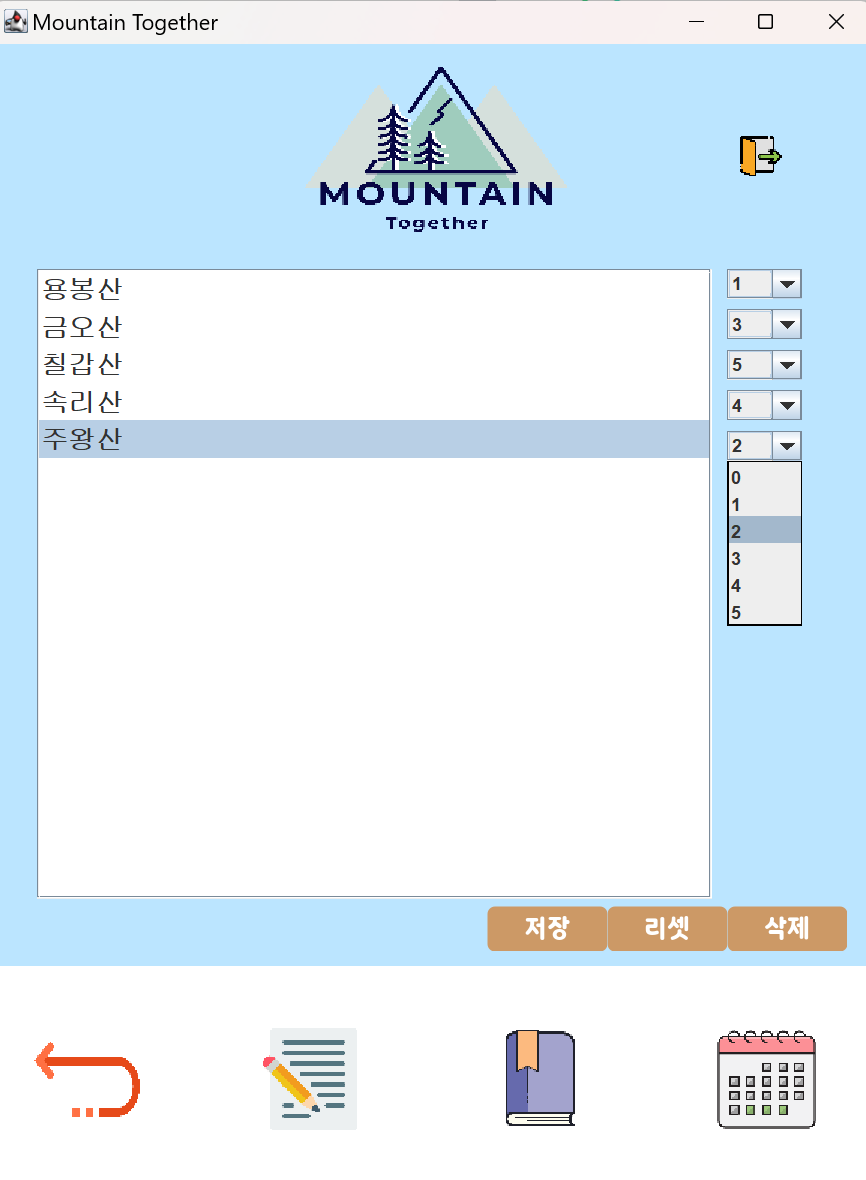 Mountain Together
MOUNTAIN
Together
용봉산 1
금오산 3
칠갑산 5
속리산 4
주왕산 2
0
1
2
3
4
5
저장 리셋 삭제